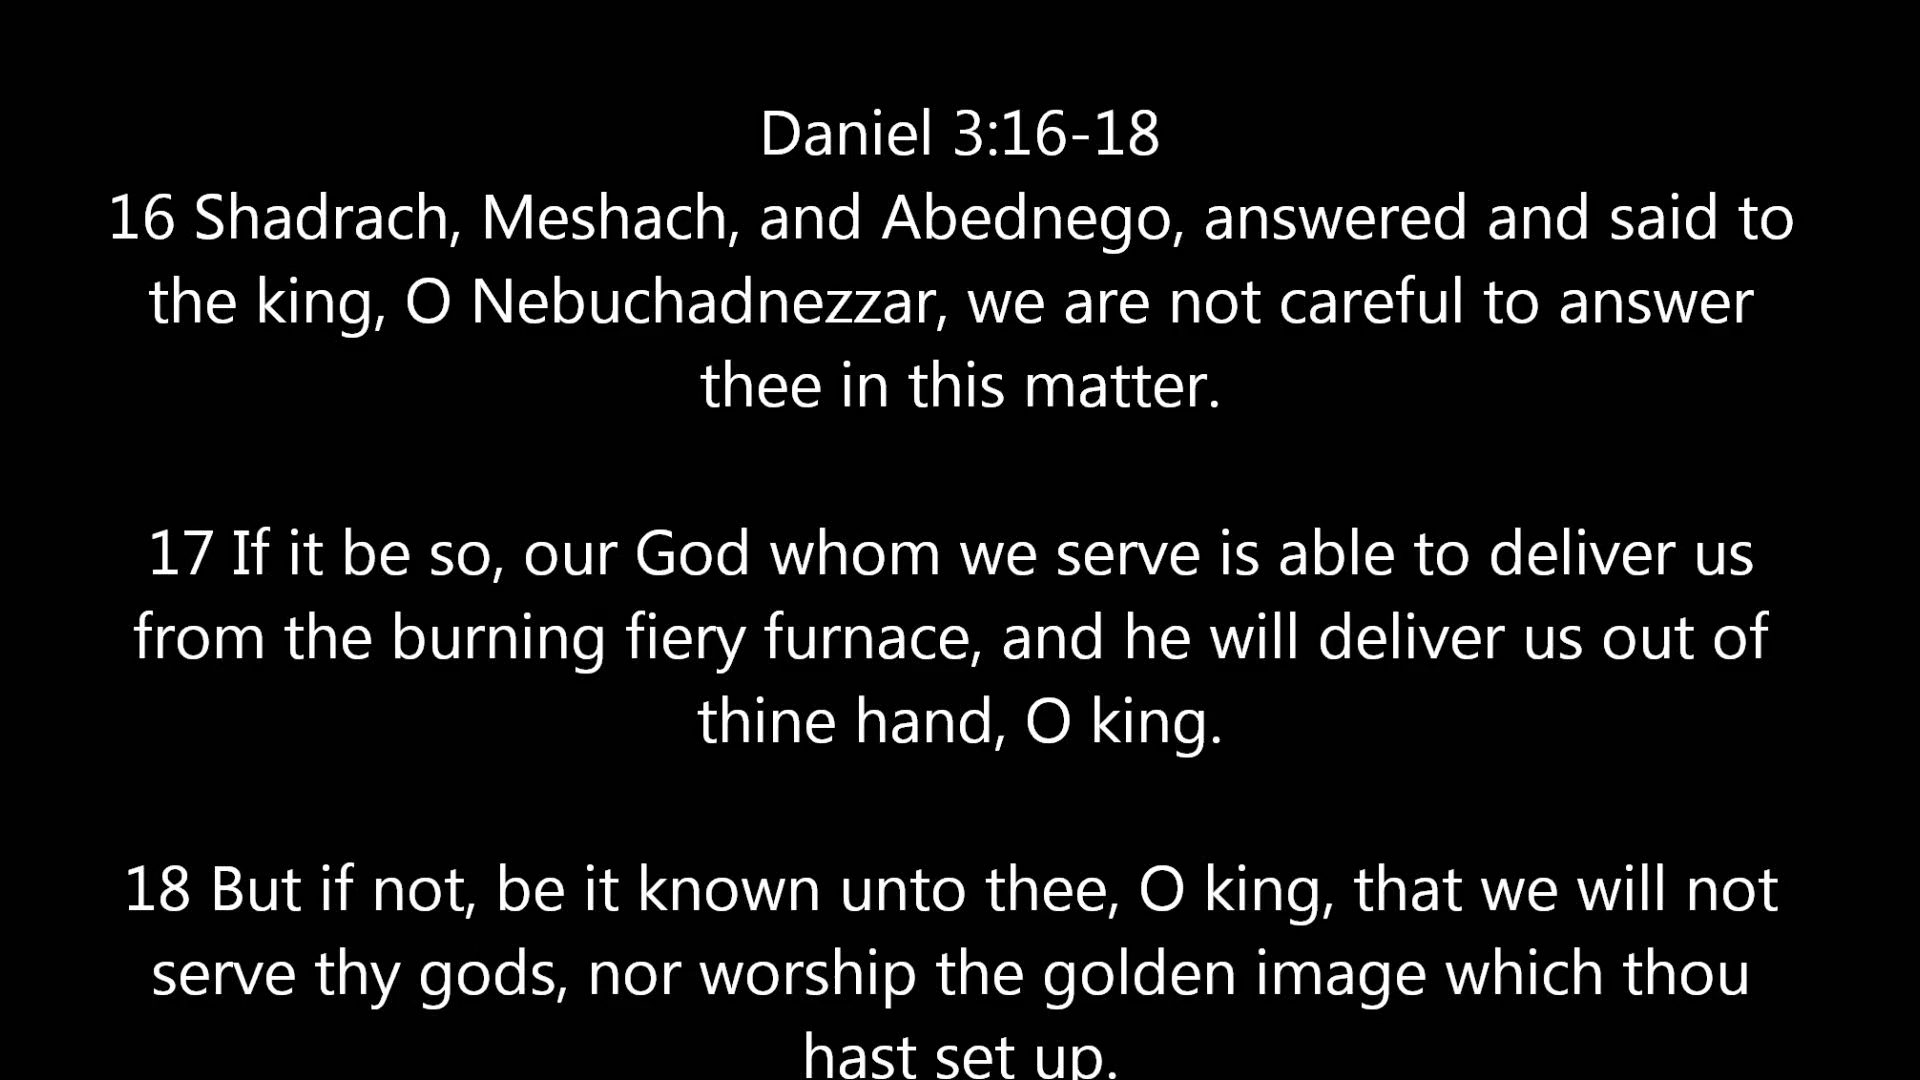 Daniel 3:16-18
16 Shadrach, Meshach, and Abednego, answered and said to
the king, O Nebuchadnezzar, we are not careful to answer
thee in this matter.
17 If it be so, our God whom we serve is able to deliver us
from the burning fiery furnace, and he will deliver us out of
thine hand, O king.
18 But if not, be it known unto thee, O king, that we will not
serve thy gods, nor worship the golden image which thou
hast set up.